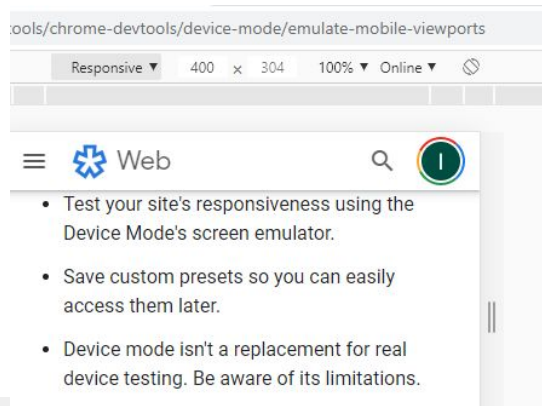 tools/chrome-devtools/device-mode/emulate-mobile-viewports
Responsive ▼ 400 x 304 100% ▼ Online ▼
Web I
• Test your site's responsiveness using the
Device Mode's screen emulator.
• Save custom presets so you can easily
access them later.
• Device mode isn't a replacement for real
device testing. Be aware of its limitations.